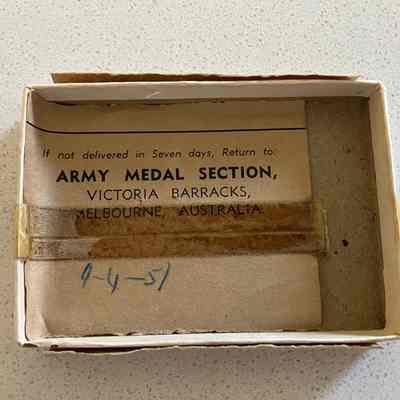 If not delivered in Seven days, Return to:
ARMY MEDAL SECTION,
VICTORIA BARRACKS,
MELBOURNE, AUSTRALIA.
9-4-51